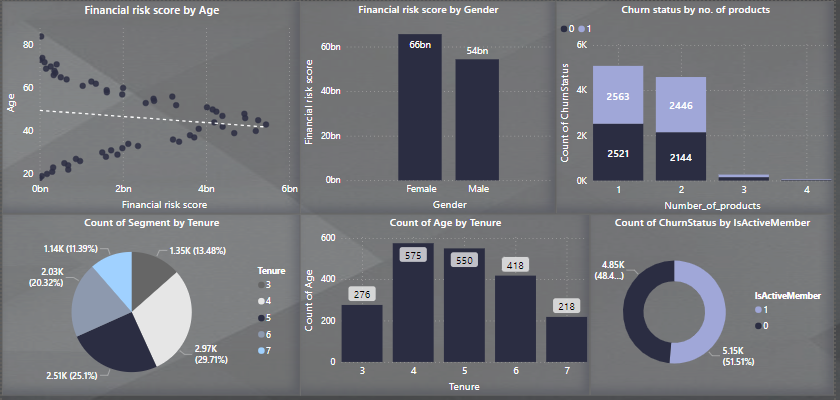 Financial risk score by Age
Age
80
60
40
20
0bn
2bn
4bn
6bn
Financial risk score
Financial risk score by Gender
Financial risk score
60bn
40bn
20bn
0bn
66bn
54bn
Female
Male
Gender
Churn status by no. of products
0
1
Count of ChurnStatus
6K
4K
2K
0K
2563
2521
2446
2144
1
2
3
4
Number_of_products
Count of Segment by Tenure
1.14K (11.39%)
1.35K (13.48%)
2.03K
(20.32%)
2.97K
(29.71%)
2.51K (25.1%)
Tenure
3
4
5
6
7
Count of Age by Tenure
Count of Age
600
400
200
0
276
575
550
418
218
3
4
5
6
7
Tenure
Count of ChurnStatus by IsActiveMember
4.85K
(48.4...)
5.15K
(51.51%)
IsActiveMember
1
0